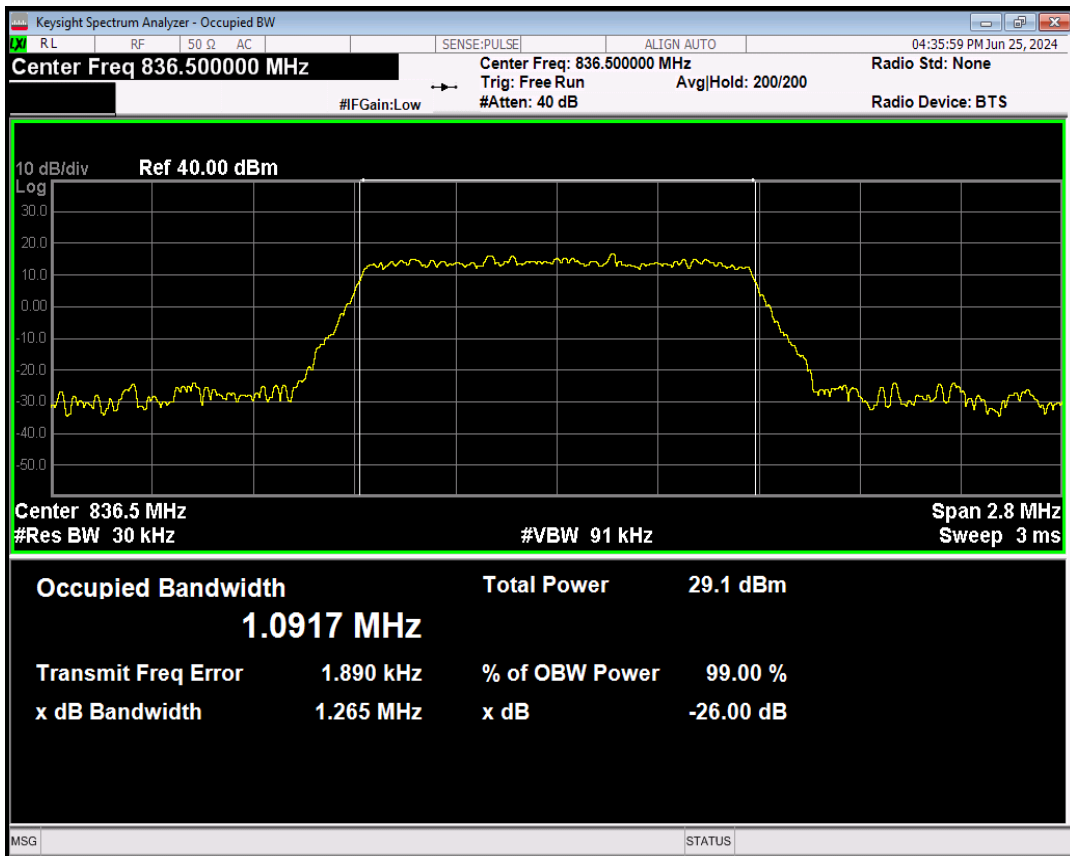 Keysight Spectrum Analyzer - Occupied BW
LXI RL RF 50 Ω AC SENSE:PULSE ALIGN AUTO 04:35:59 PM Jun 25, 2024
Center Freq 836.500000 MHz Center Freq: 836.500000 MHz Radio Std: None
Trig: Free Run Avg|Hold: 200/200
#IFGain:Low #Atten: 40 dB Radio Device: BTS
10 dB/div Ref 40.00 dBm
Log
30.0
20.0
10.0
0.00
-10.0
-20.0
-30.0
-40.0
-50.0
Center 836.5 MHz Span 2.8 MHz
#Res BW 30 kHz #VBW 91 kHz Sweep 3 ms
Occupied Bandwidth Total Power 29.1 dBm
1.0917 MHz
Transmit Freq Error 1.890 kHz % of OBW Power 99.00 %
x dB Bandwidth 1.265 MHz x dB -26.00 dB
MSG STATUS